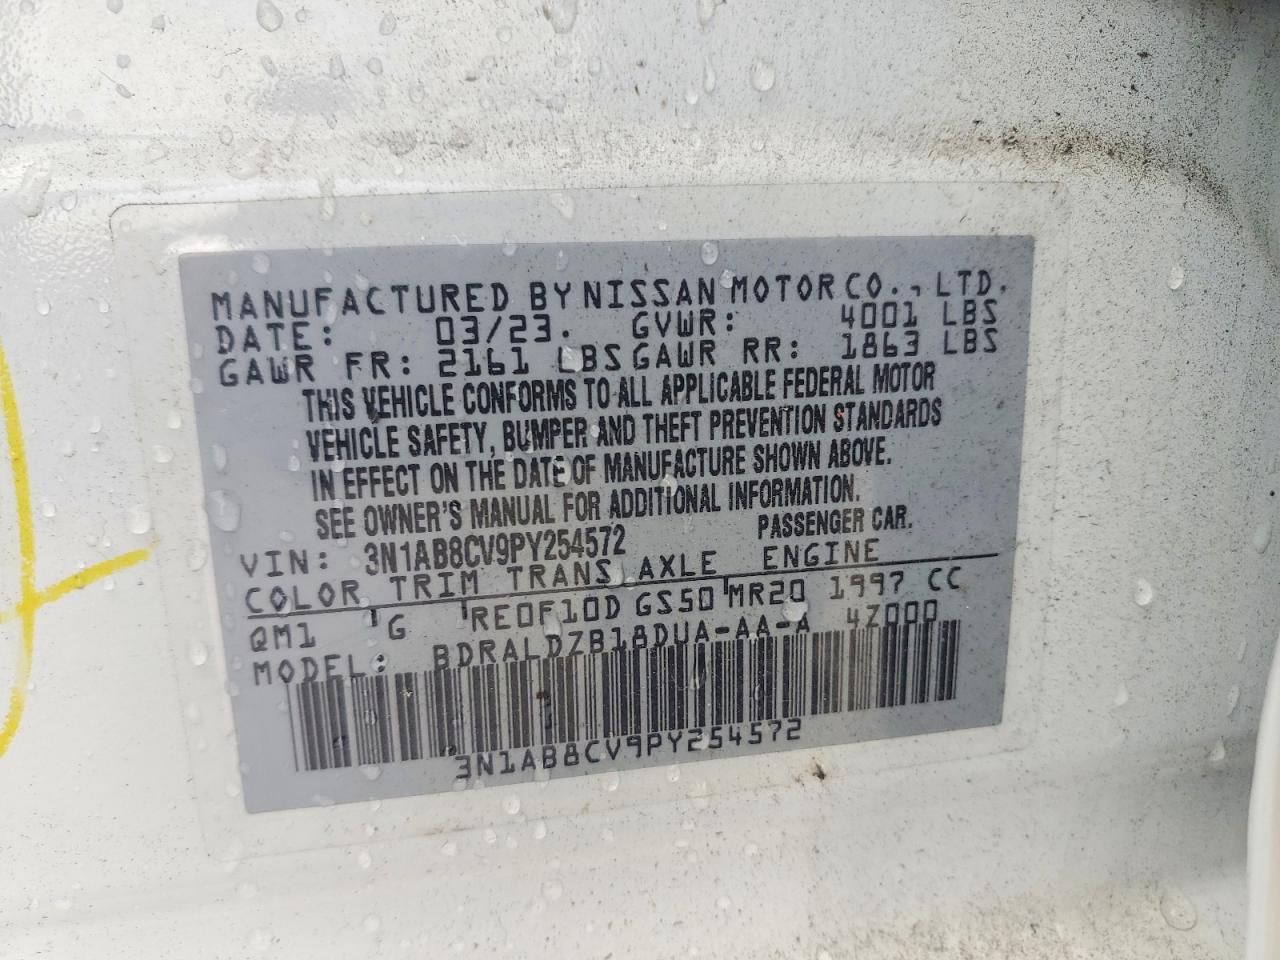 MANUFACTURED BY NISSAN MOTOR CO., LTD.
DATE: 03/23. GVWR: 4001 LBS
GAWR FR: 2161 LBS GAWR RR: 1863 LBS
THIS VEHICLE CONFORMS TO ALL APPLICABLE FEDERAL MOTOR
VEHICLE SAFETY, BUMPER AND THEFT PREVENTION STANDARDS
IN EFFECT ON THE DATE OF MANUFACTURE SHOWN ABOVE.
SEE OWNER'S MANUAL FOR ADDITIONAL INFORMATION.
VIN: 3N1AB8CV9PY254572 PASSENGER CAR.
COLOR TRIM TRANS AXLE ENGINE
QM1 G RE0F10D GS50 MR20 1997 CC
MODEL: BDRALDZB18DUA-AA-A 4Z000
3N1AB8CV9PY254572